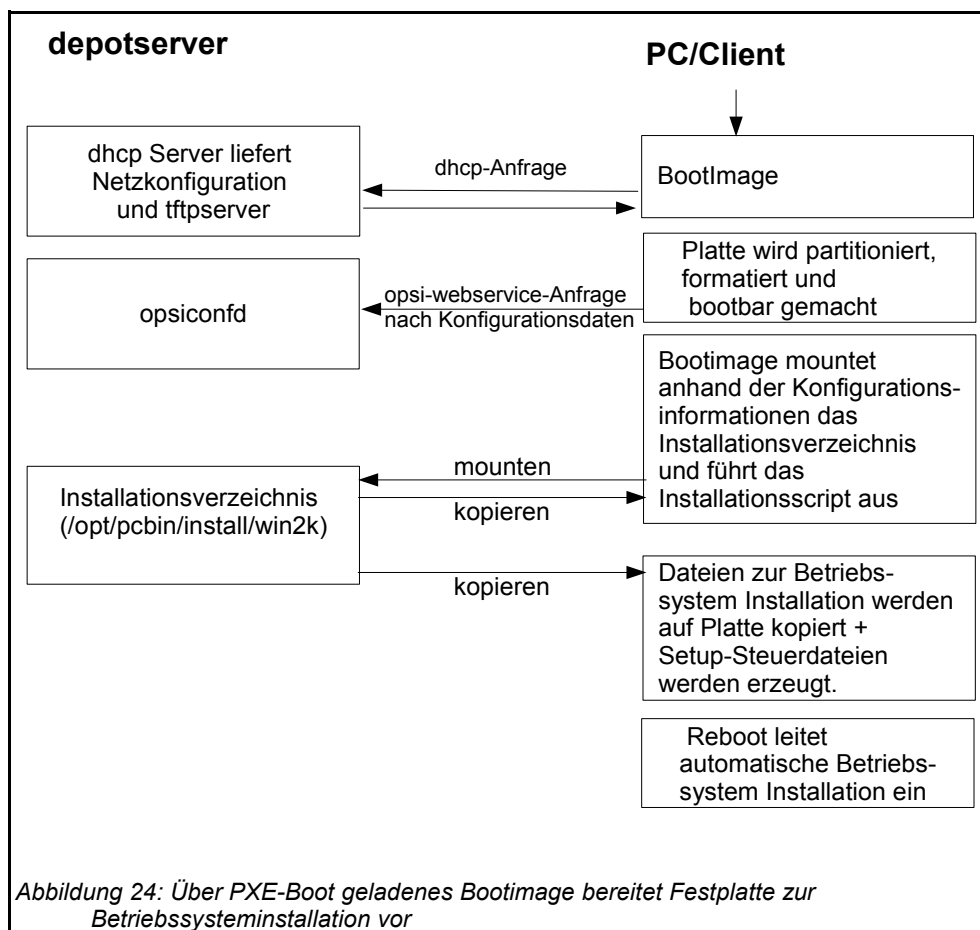 depotserver
PC/Client
dhcp Server liefert
Netzkonfiguration
und tftpserver
dhcp-Anfrage
BootImage
Platte wird partitioniert,
formatiert und
bootbar gemacht
opsiconfd
opsi-webservice-Anfrage
nach Konfigurationsdaten
Bootimage mountet
anhand der Konfigurations-
informationen das
Installationsverzeichnis
und führt das
Installationsscript aus
mounten
kopieren
Installationsverzeichnis
(/opt/pcbin/install/win2k)
kopieren
Dateien zur Betriebs-
system Installation werden
auf Platte kopiert +
Setup-Steuerdateien
werden erzeugt.
Reboot leitet
automatische Betriebs-
system Installation ein
Abbildung 24: Über PXE-Boot geladenes Bootimage bereitet Festplatte zur
Betriebssysteminstallation vor